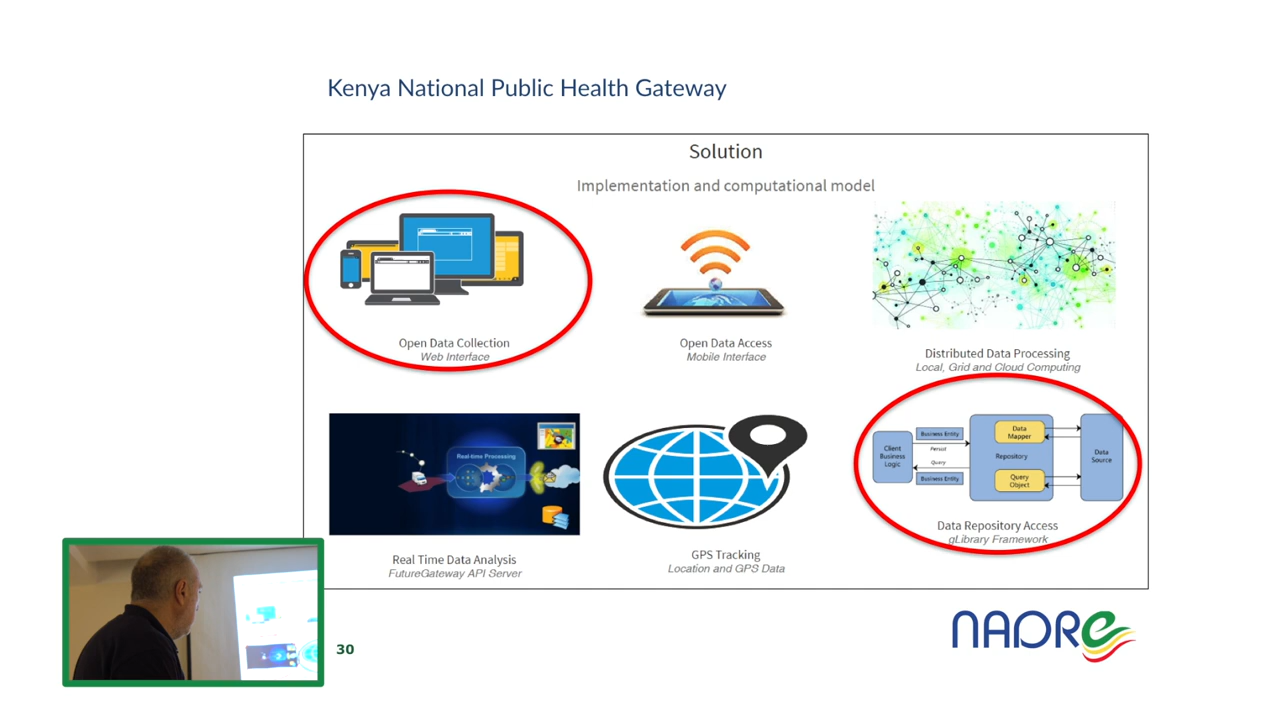 Kenya National Public Health Gateway
Solution
Implementation and computational model
Open Data Collection
Web Interface
Open Data Access
Mobile Interface
Distributed Data Processing
Local, Grid and Cloud Computing
Real-time Processing
Real Time Data Analysis
FutureGateway API Server
GPS Tracking
Location and GPS Data
Client
Business
Logic
Business Entity
Persist
Query
Business Entity
Data
Mapper
Repository
Query
Object
Data
Source
Data Repository Access
gLibrary Framework
30
NADRe